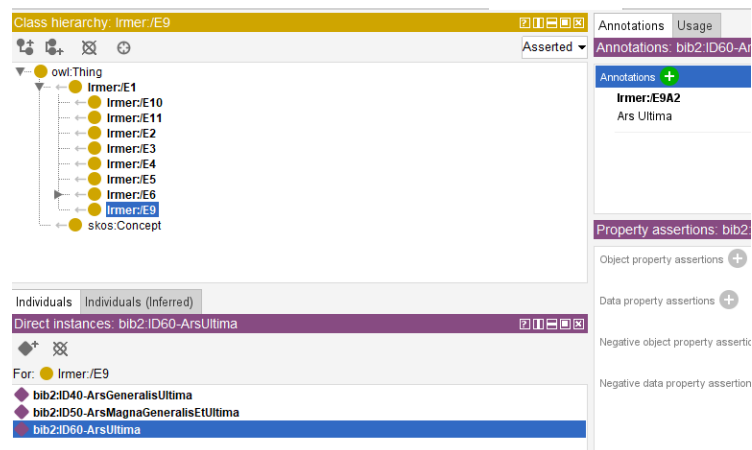 Class hierarchy: Irmer:/E9
Asserted
owl:Thing
Irmer:/E1
Irmer:/E10
Irmer:/E11
Irmer:/E2
Irmer:/E3
Irmer:/E4
Irmer:/E5
Irmer:/E6
Irmer:/E9
skos:Concept
Individuals Individuals (Inferred)
Direct instances: bib2:ID60-ArsUltima
For: Irmer:/E9
bib2:ID40-ArsGeneralisUltima
bib2:ID50-ArsMagnaGeneralisEtUltima
bib2:ID60-ArsUltima
Annotations Usage
Annotations: bib2:ID60-Ar
Annotations
Irmer:/E9A2
Ars Ultima
Property assertions: bib2:
Object property assertions
Data property assertions
Negative object property assertio
Negative data property assertion